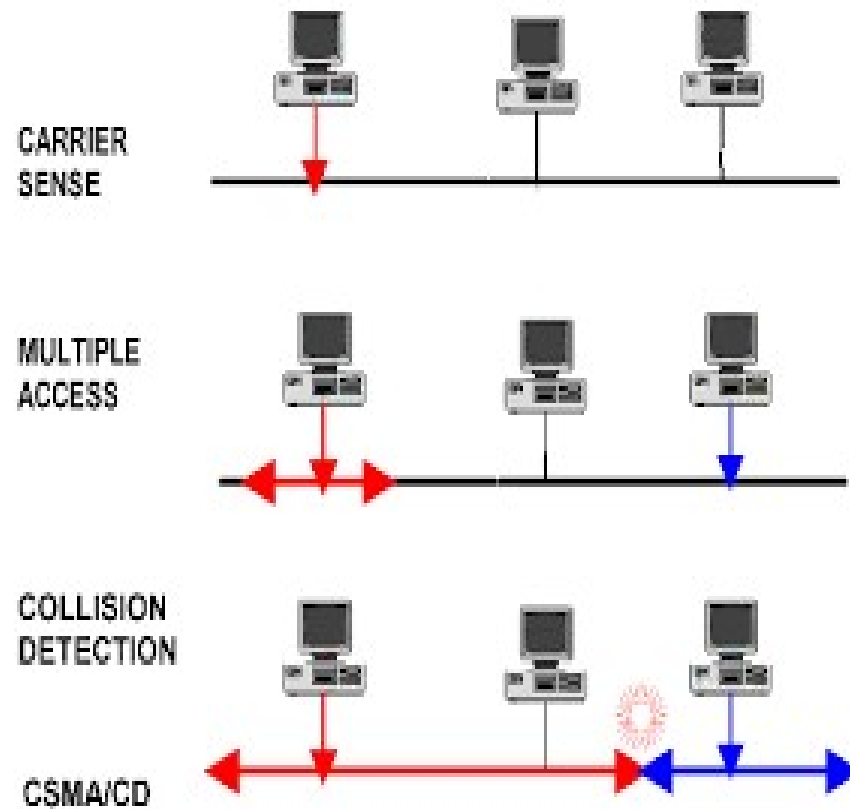 CARRIER
SENSE
MULTIPLE
ACCESS
COLLISION
DETECTION
CSMA/CD